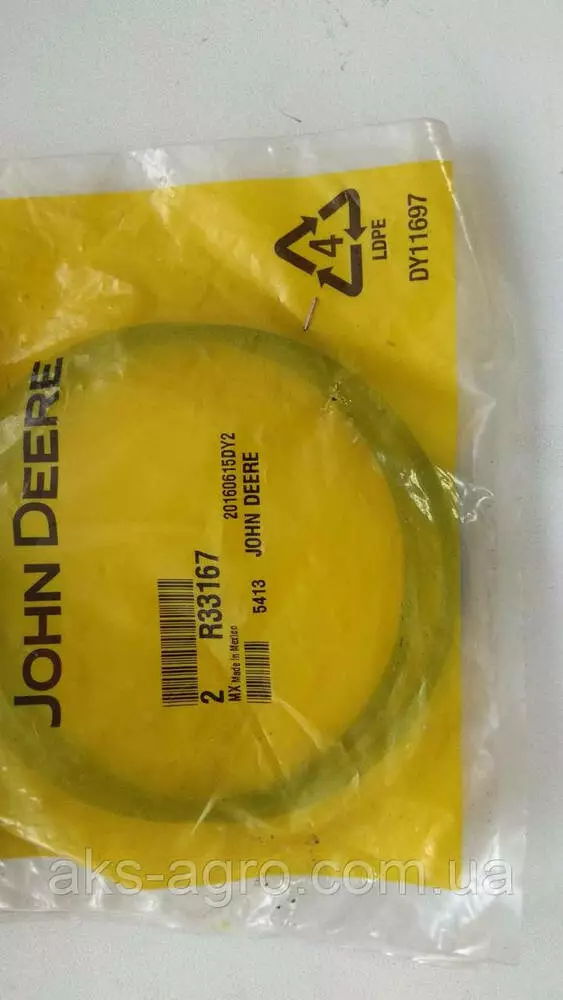 JOHN DEERE
4
LDPE
DY11697
2 R33167
MX Made in Mexico
20160615DY2
5413 JOHN DEERE
aks-agro.com.ua